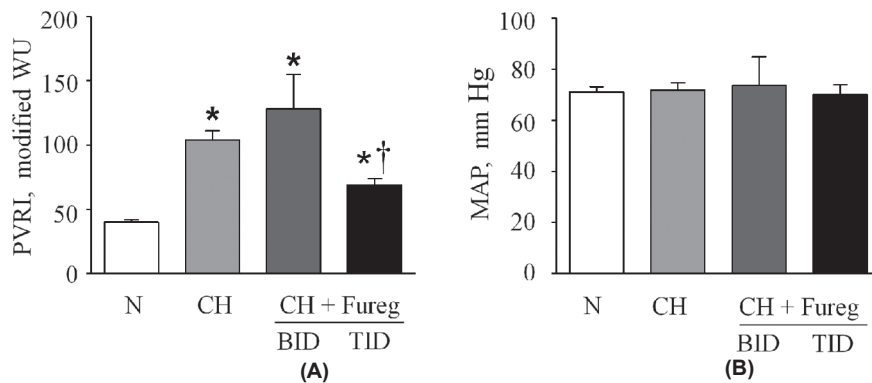 PVRI, modified WU
200
150
100
50
0
*
*
*†
N
CH
CH + Fureg
BID
TID
(A)
MAP, mm Hg
100
80
60
40
20
0
N
CH
CH + Fureg
BID
TID
(B)